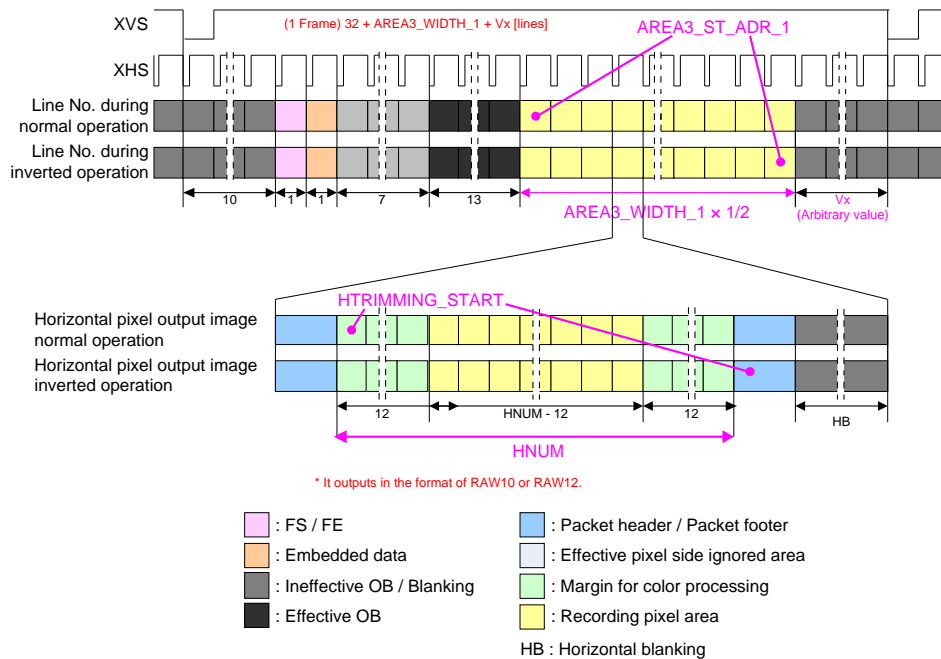 XVS
(1 Frame) 32 + AREA3_WIDTH_1 + Vx [lines]
AREA3_ST_ADR_1
XHS
Line No. during
normal operation
Line No. during
inverted operation
10
1
1
7
13
AREA3_WIDTH_1 × 1/2
Vx
(Arbitrary value)
HTRIMMING_START
Horizontal pixel output image
normal operation
Horizontal pixel output image
inverted operation
12
HNUM - 12
12
HB
HNUM
* It outputs in the format of RAW10 or RAW12.
: FS / FE
: Packet header / Packet footer
: Embedded data
: Effective pixel side ignored area
: Ineffective OB / Blanking
: Margin for color processing
: Effective OB
: Recording pixel area
HB : Horizontal blanking